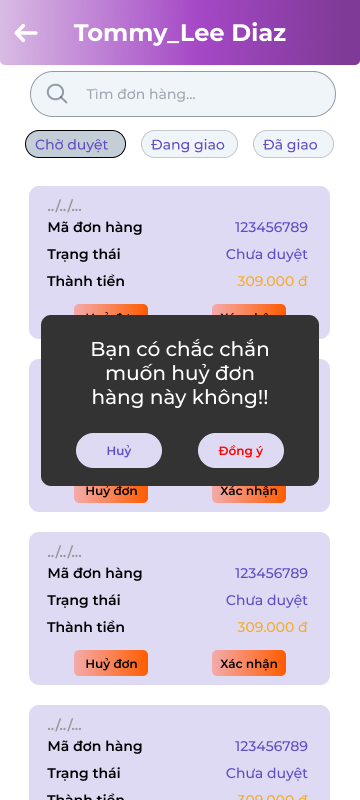 Tommy_Lee Diaz
Tìm đơn hàng...
Chờ duyệt Đang giao Đã giao
../../...
Mã đơn hàng 123456789
Trạng thái Chưa duyệt
Thành tiền 309.000 đ
Bạn có chắc chắn
muốn huỷ đơn
hàng này không!!
Huỷ Đồng ý
Huỷ đơn Xác nhận
../../...
Mã đơn hàng 123456789
Trạng thái Chưa duyệt
Thành tiền 309.000 đ
Huỷ đơn Xác nhận
../../...
Mã đơn hàng 123456789
Trạng thái Chưa duyệt
Thành tiền 309.000 đ